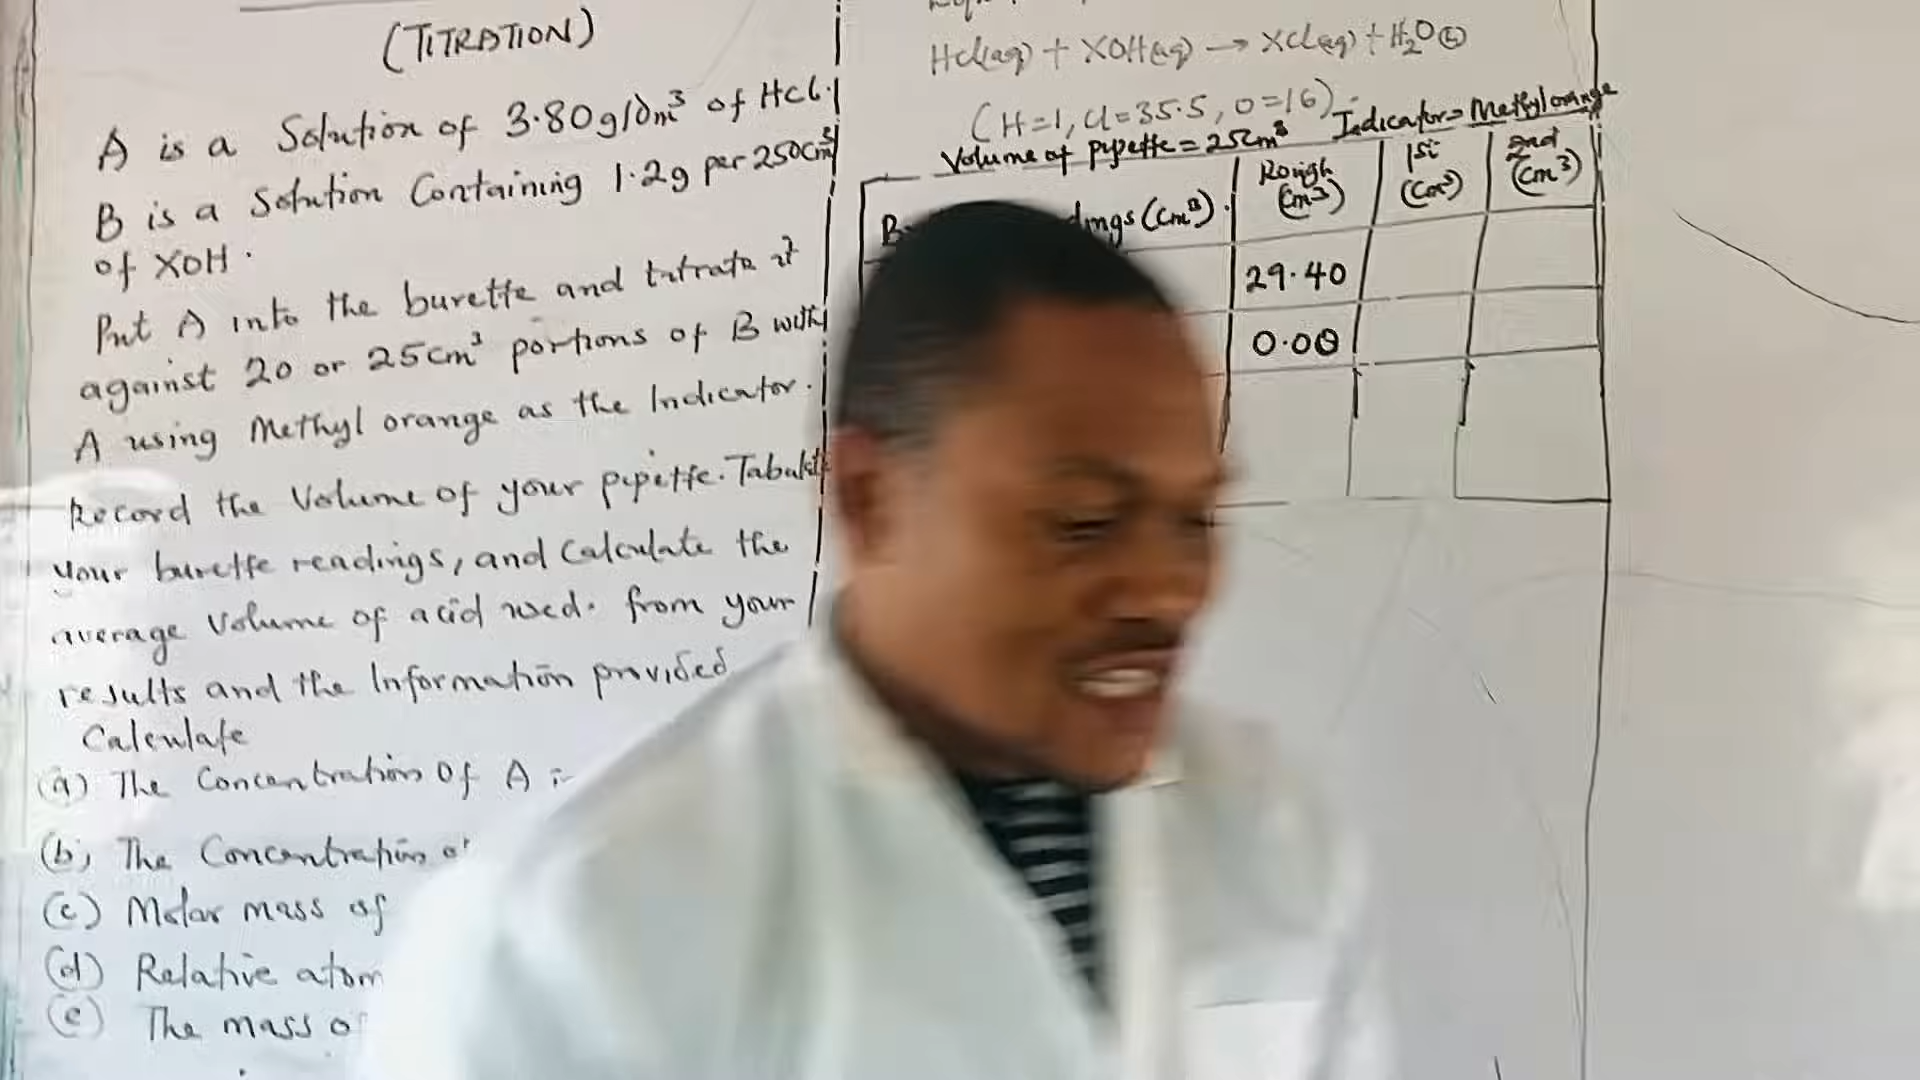 (TITRATION)
A is a Solution of 3.80g/dm³ of HCl.
B is a Solution Containing 1.2g per 250cm³
of XOH.
Put A into the burette and titrate it
against 20 or 25cm³ portions of B with
A using Methyl orange as the Indicator.
Record the Volume of your pipette. Tabulate
your burette readings, and Calculate the
average Volume of acid used. from your
results and the Information provided
Calculate
(a) The Concentration Of A
(b) The Concentration
(c) Molar mass of
(d) Relative atom
(e) The mass o
HCl(aq) + XOH(aq) → XCl(aq) + H₂O(l)
(H=1, Cl=35.5, O=16).
Volume of pipette = 25cm³ Indicator = Methyl orange
dings (cm³). Rough (cm³) 1st (cm³) 2nd (cm³)
29.40
0.00